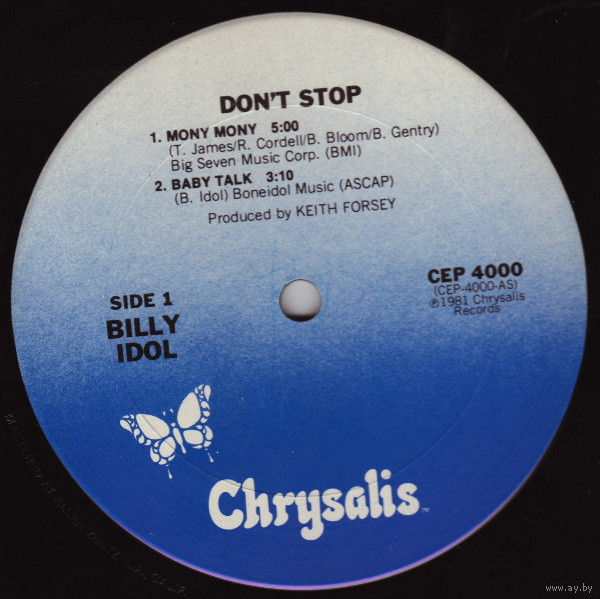 DON'T STOP
1. MONY MONY 5:00
(T. James/R. Cordell/B. Bloom/B. Gentry)
Big Seven Music Corp. (BMI)
2. BABY TALK 3:10
(B. Idol) Boneidol Music (ASCAP)
Produced by KEITH FORSEY
SIDE 1
BILLY
IDOL
CEP 4000
(CEP-4000-AS)
℗1981 Chrysalis
Records
Chrysalis™
www.ay.by